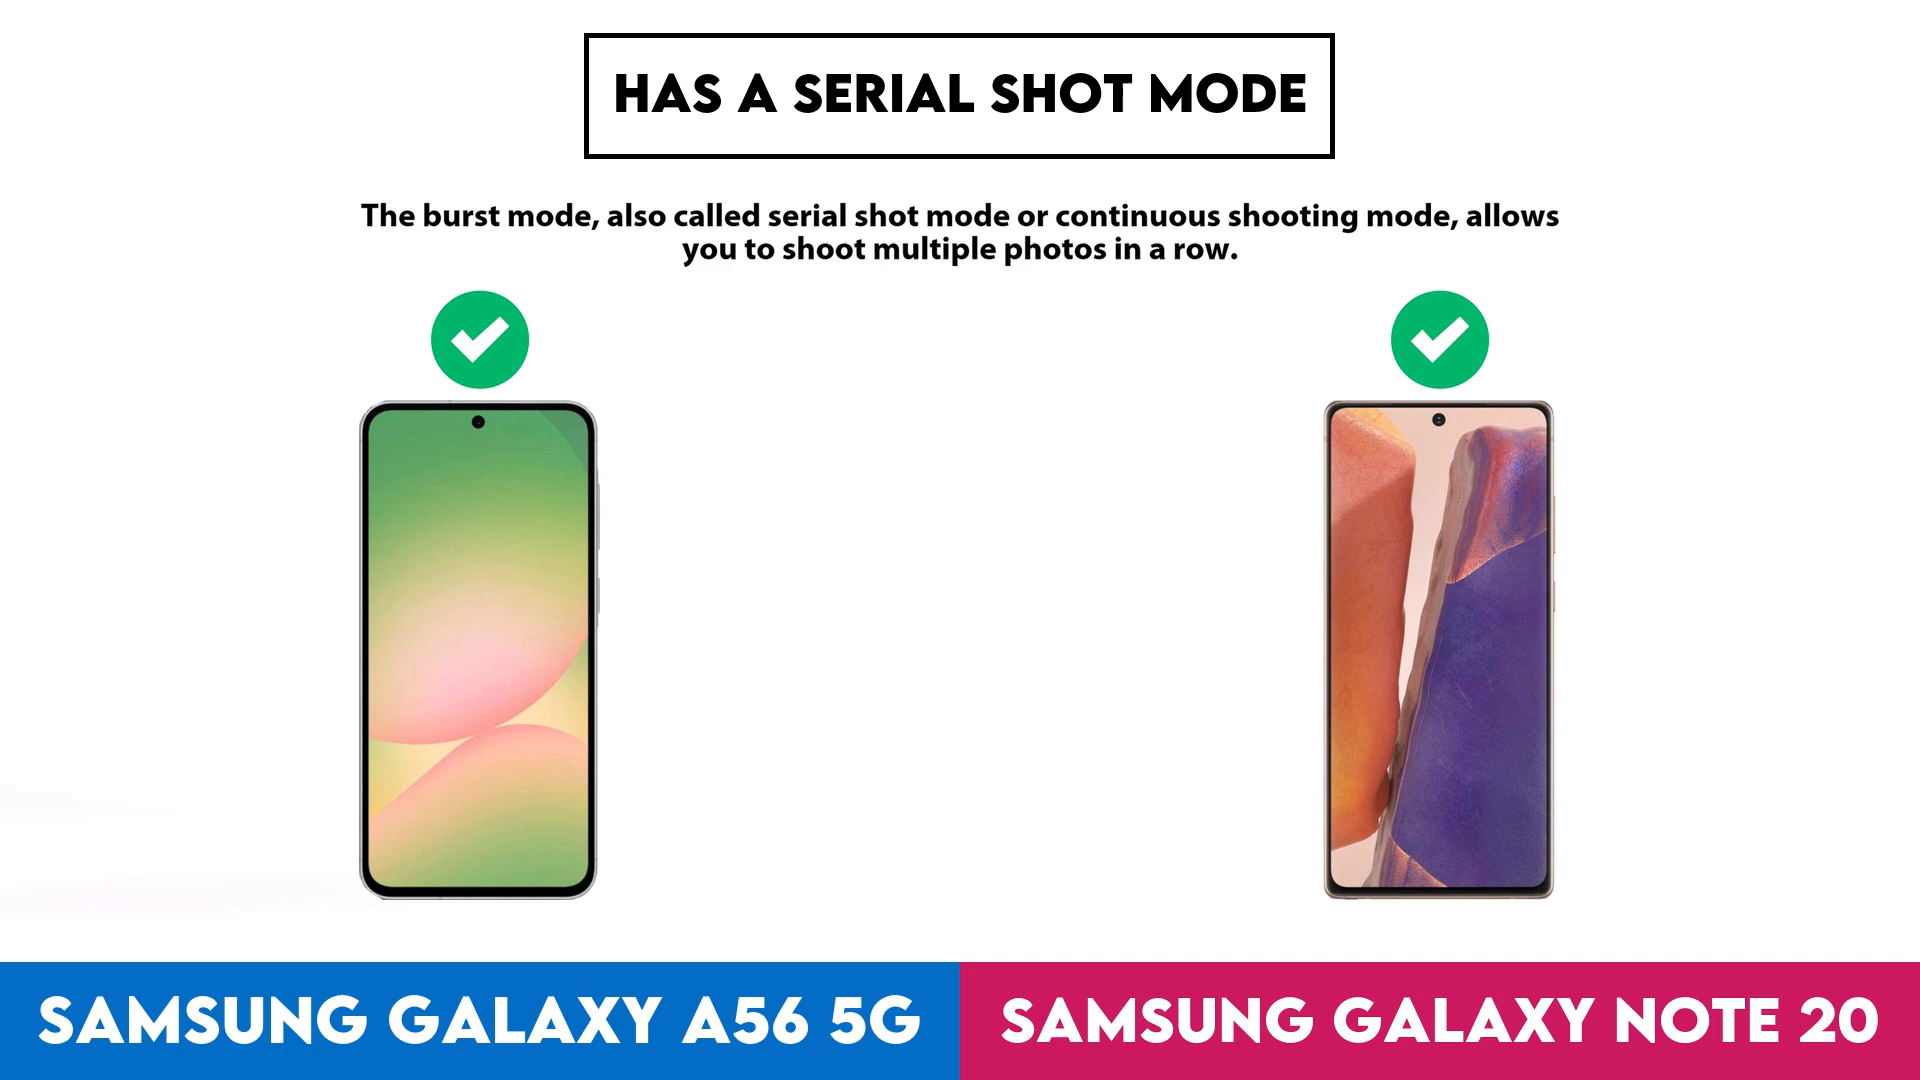 HAS A SERIAL SHOT MODE
The burst mode, also called serial shot mode or continuous shooting mode, allows
you to shoot multiple photos in a row.
SAMSUNG GALAXY A56 5G
SAMSUNG GALAXY NOTE 20